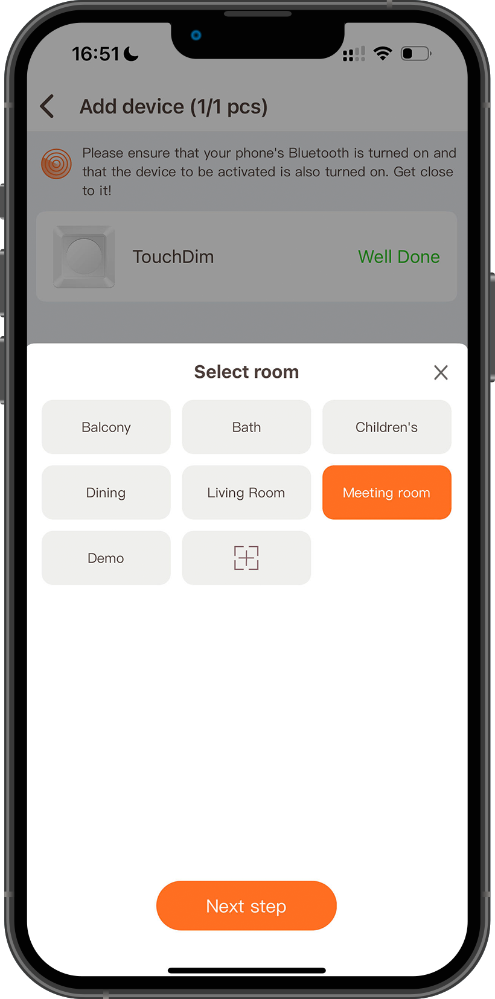 16:51
Add device (1/1 pcs)
Please ensure that your phone's Bluetooth is turned on and
that the device to be activated is also turned on. Get close
to it!
TouchDim
Well Done
Select room
Balcony
Bath
Children's
Dining
Living Room
Meeting room
Demo
Next step